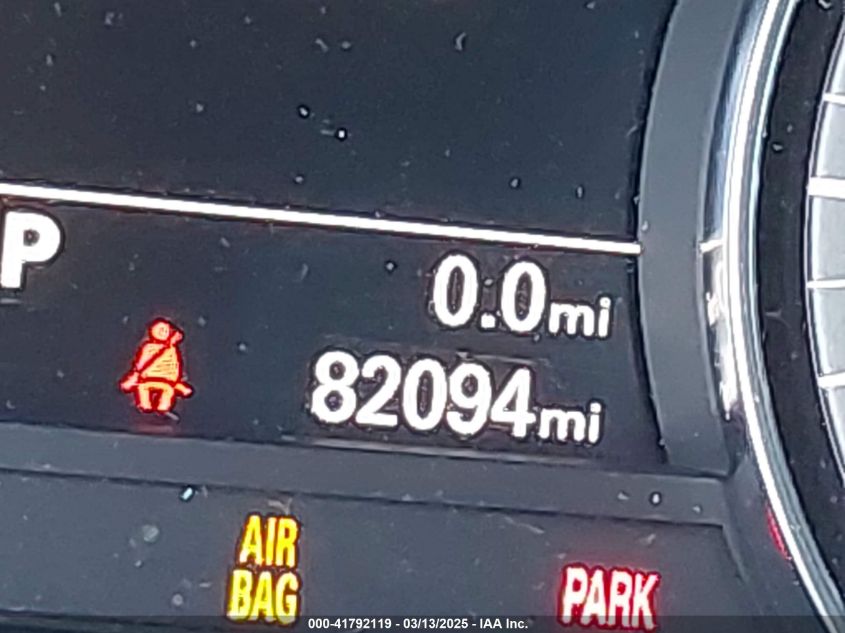 P
0.0mi
82094mi
AIR
BAG
PARK
000-41792119 - 03/13/2025 - IAA Inc.